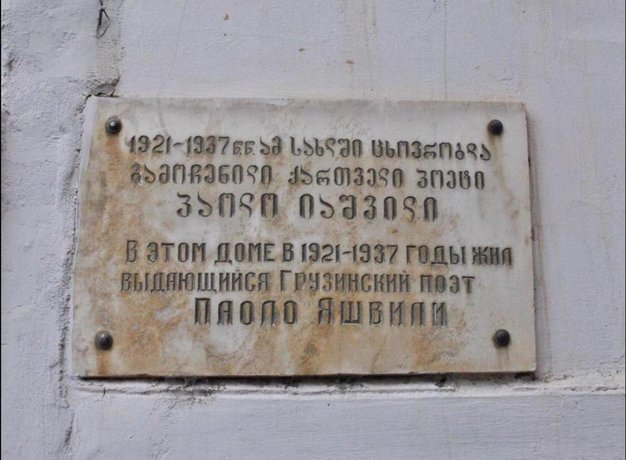 1921-1937 წ.წ. ამ სახლში ცხოვრობდა
გამოჩენილი ქართველი პოეტი
პაოლო იაშვილი
В ЭТОМ ДОМЕ В 1921-1937 ГОДЫ ЖИЛ
ВЫДАЮЩИЙСЯ ГРУЗИНСКИЙ ПОЭТ
ПАОЛО ЯШВИЛИ